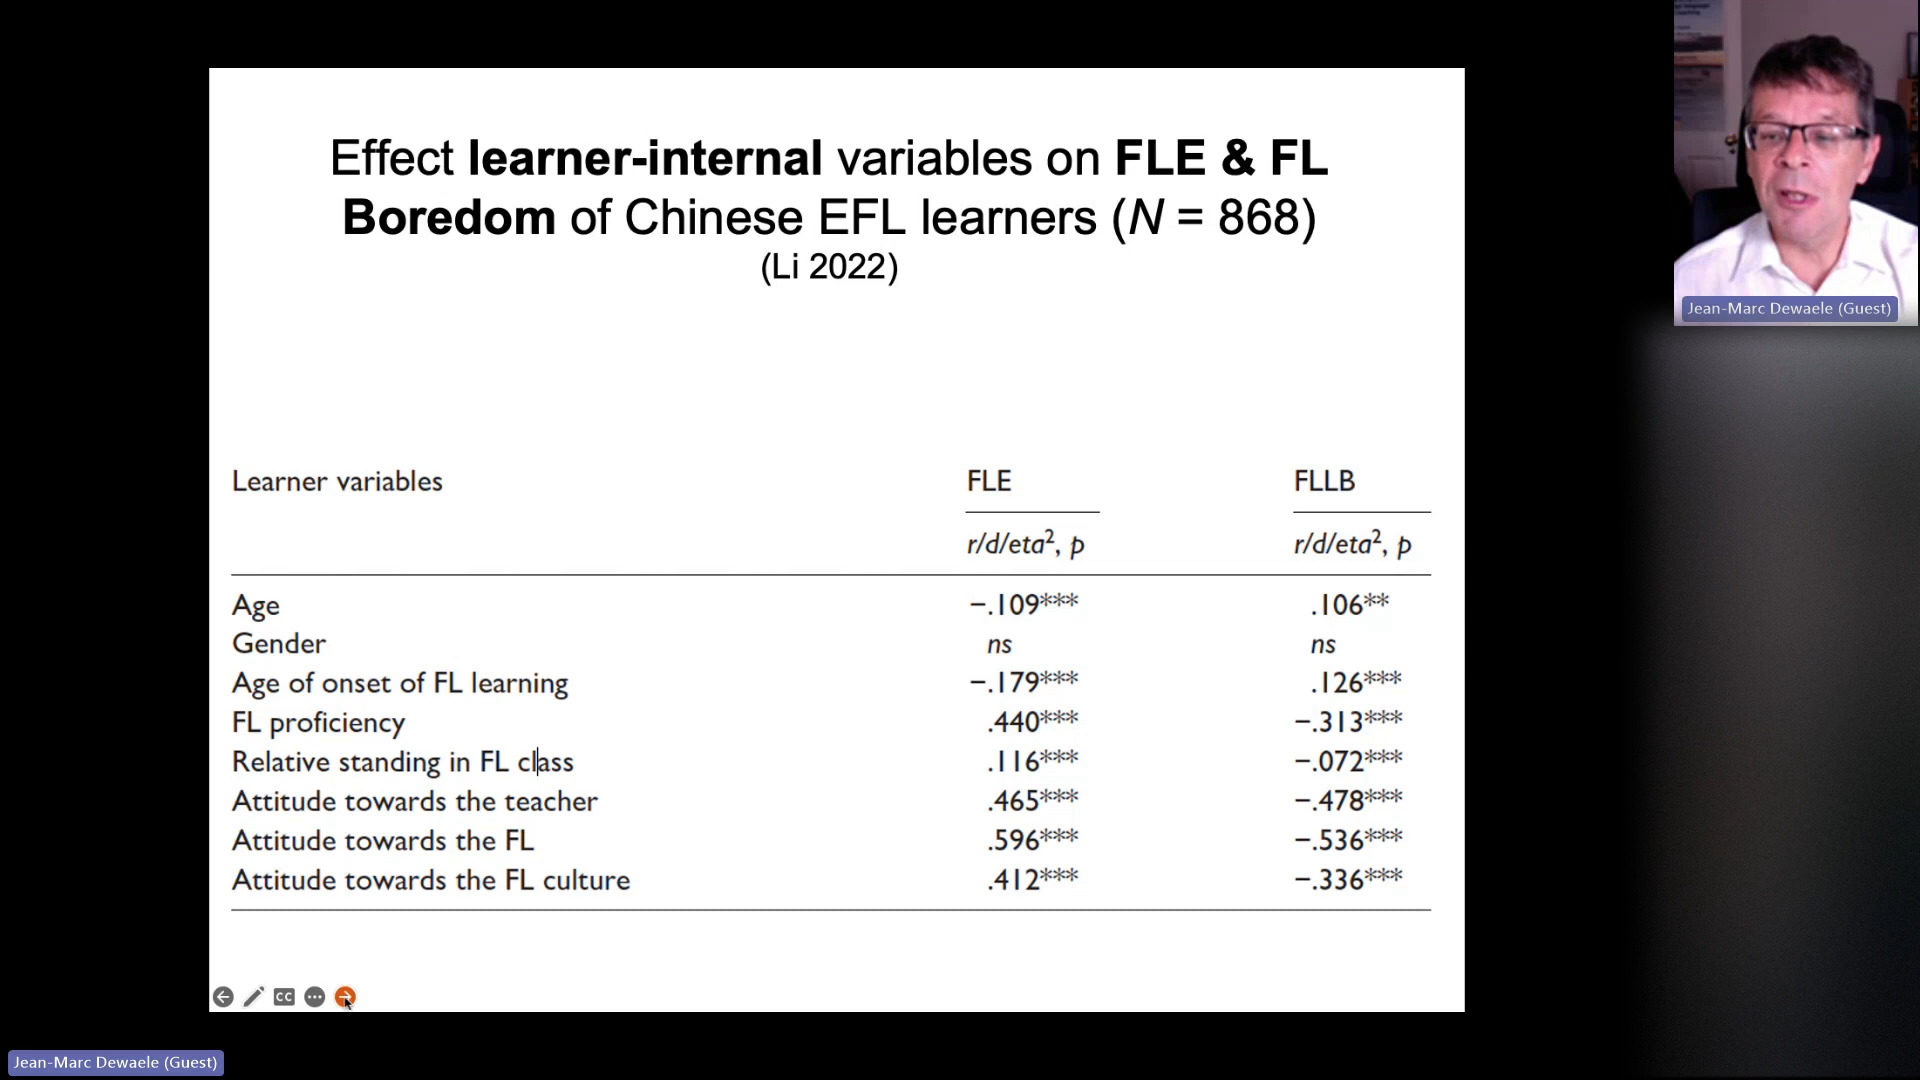 Effect learner-internal variables on FLE & FL
Boredom of Chinese EFL learners (N = 868)
(Li 2022)
Learner variables FLE FLLB
r/d/eta², p r/d/eta², p
Age −.109*** .106**
Gender ns ns
Age of onset of FL learning −.179*** .126***
FL proficiency .440*** −.313***
Relative standing in FL class .116*** −.072***
Attitude towards the teacher .465*** −.478***
Attitude towards the FL .596*** −.536***
Attitude towards the FL culture .412*** −.336***
CC
Jean-Marc Dewaele (Guest)
Jean-Marc Dewaele (Guest)